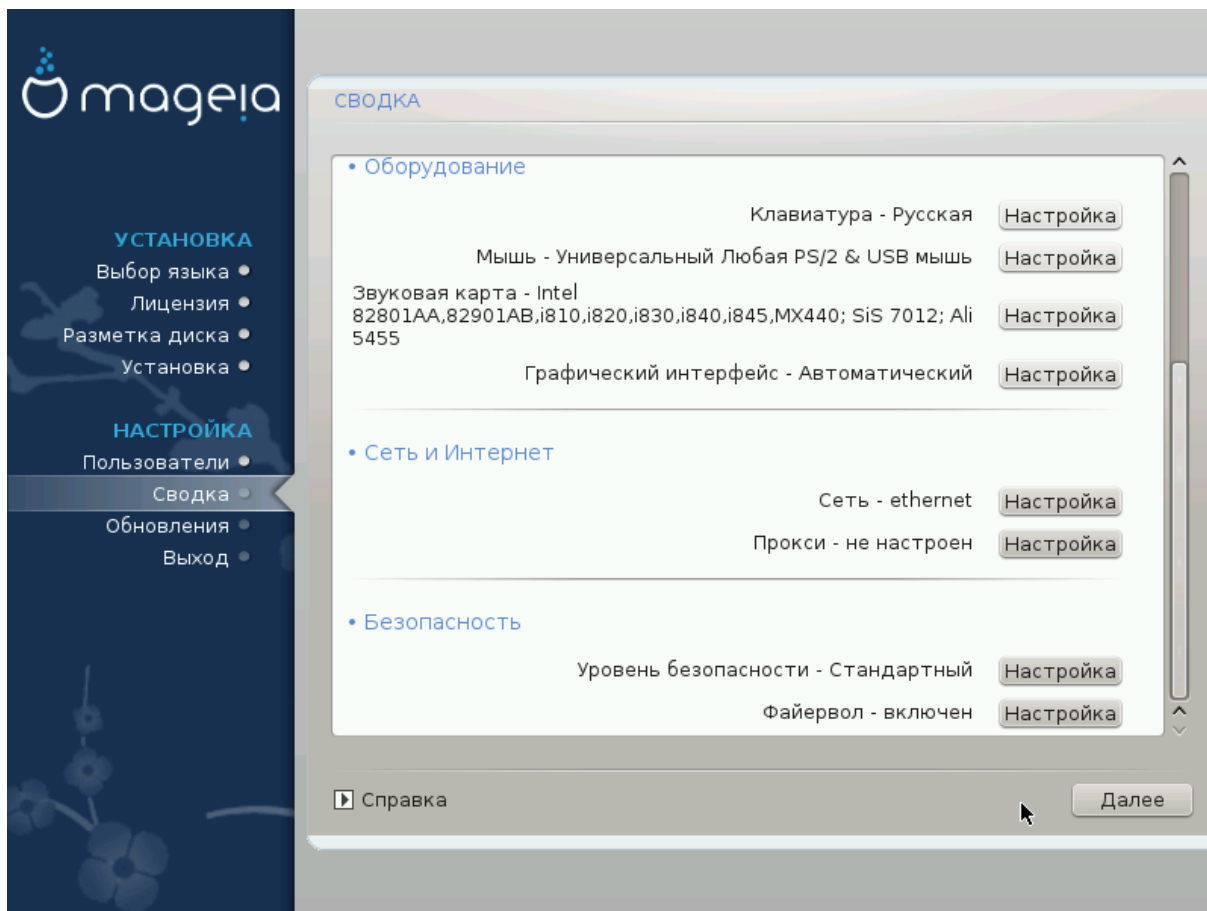 mageia
УСТАНОВКА
Выбор языка
Лицензия
Разметка диска
Установка
НАСТРОЙКА
Пользователи
Сводка
Обновления
Выход
СВОДКА
• Оборудование
Клавиатура - Русская Настройка
Мышь - Универсальный Любая PS/2 & USB мышь Настройка
Звуковая карта - Intel
82801AA,82901AB,i810,i820,i830,i840,i845,MX440; SiS 7012; Ali Настройка
5455
Графический интерфейс - Автоматический Настройка
• Сеть и Интернет
Сеть - ethernet Настройка
Прокси - не настроен Настройка
• Безопасность
Уровень безопасности - Стандартный Настройка
Файервол - включен Настройка
Справка
Далее